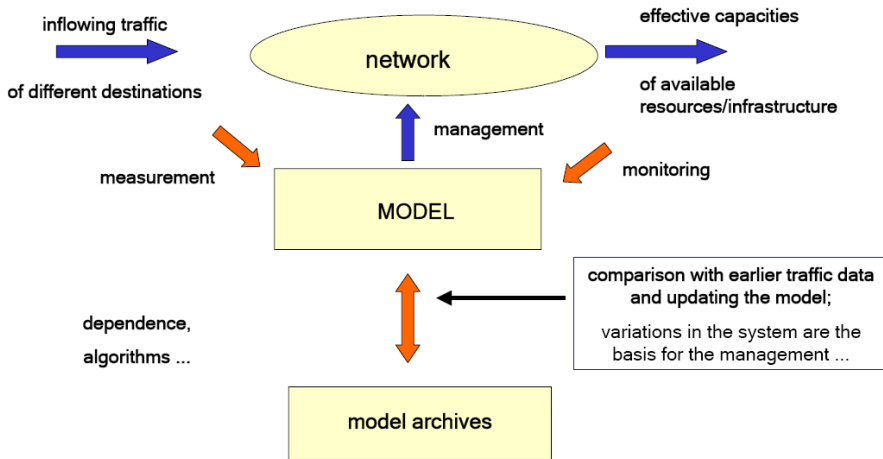 inflowing traffic
of different destinations
network
effective capacities
of available
resources/infrastructure
management
measurement
monitoring
MODEL
comparison with earlier traffic data
and updating the model;
variations in the system are the
basis for the management ...
dependence,
algorithms ...
model archives